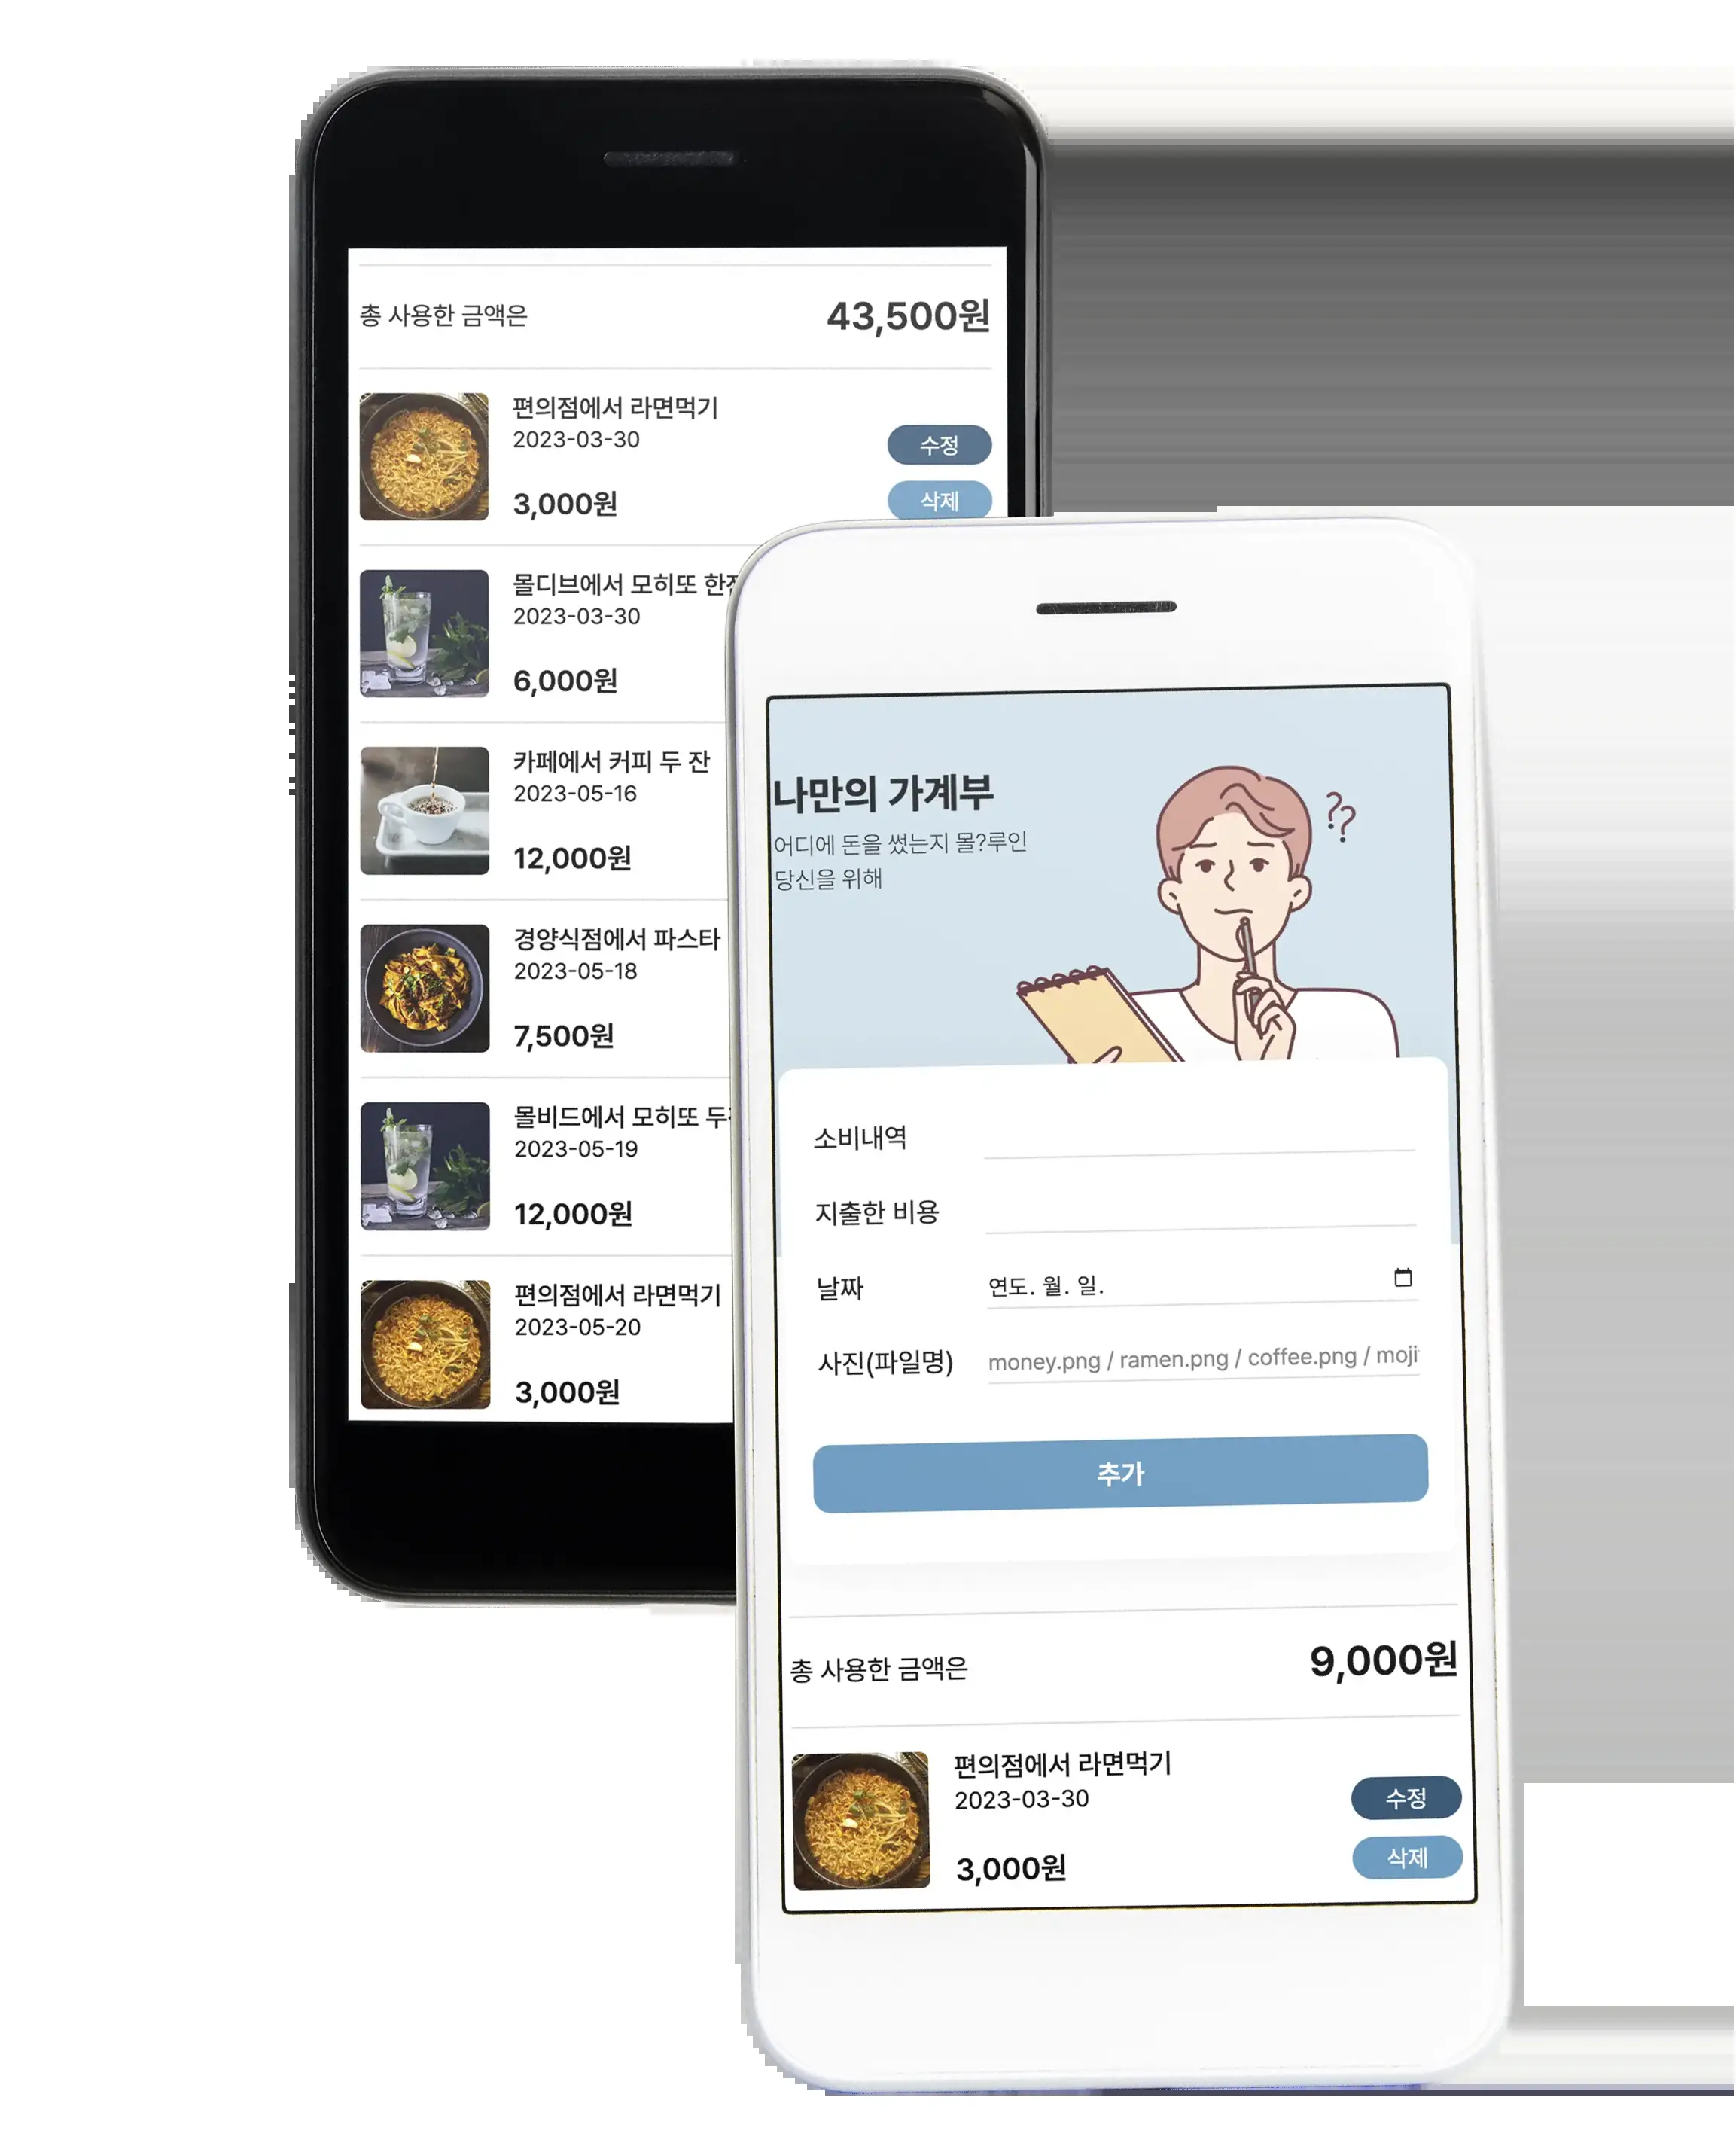 총 사용한 금액은
43,500원
편의점에서 라면먹기
2023-03-30
3,000원
수정
삭제
몰디브에서 모히또
2023-03-30
6,000원
카페에서 커피 두 잔
2023-05-16
12,000원
경양식점에서 파스타
2023-05-18
7,500원
몰비드에서 모히또
2023-05-19
12,000원
편의점에서 라면먹기
2023-05-20
3,000원
나만의 가계부
어디에 돈을 썼는지 몰?루인
당신을 위해
??
소비내역
지출한 비용
날짜
연도. 월. 일.
사진(파일명)
money.png / ramen.png / coffee.png / moji
추가
총 사용한 금액은
9,000원
편의점에서 라면먹기
2023-03-30
3,000원
수정
삭제